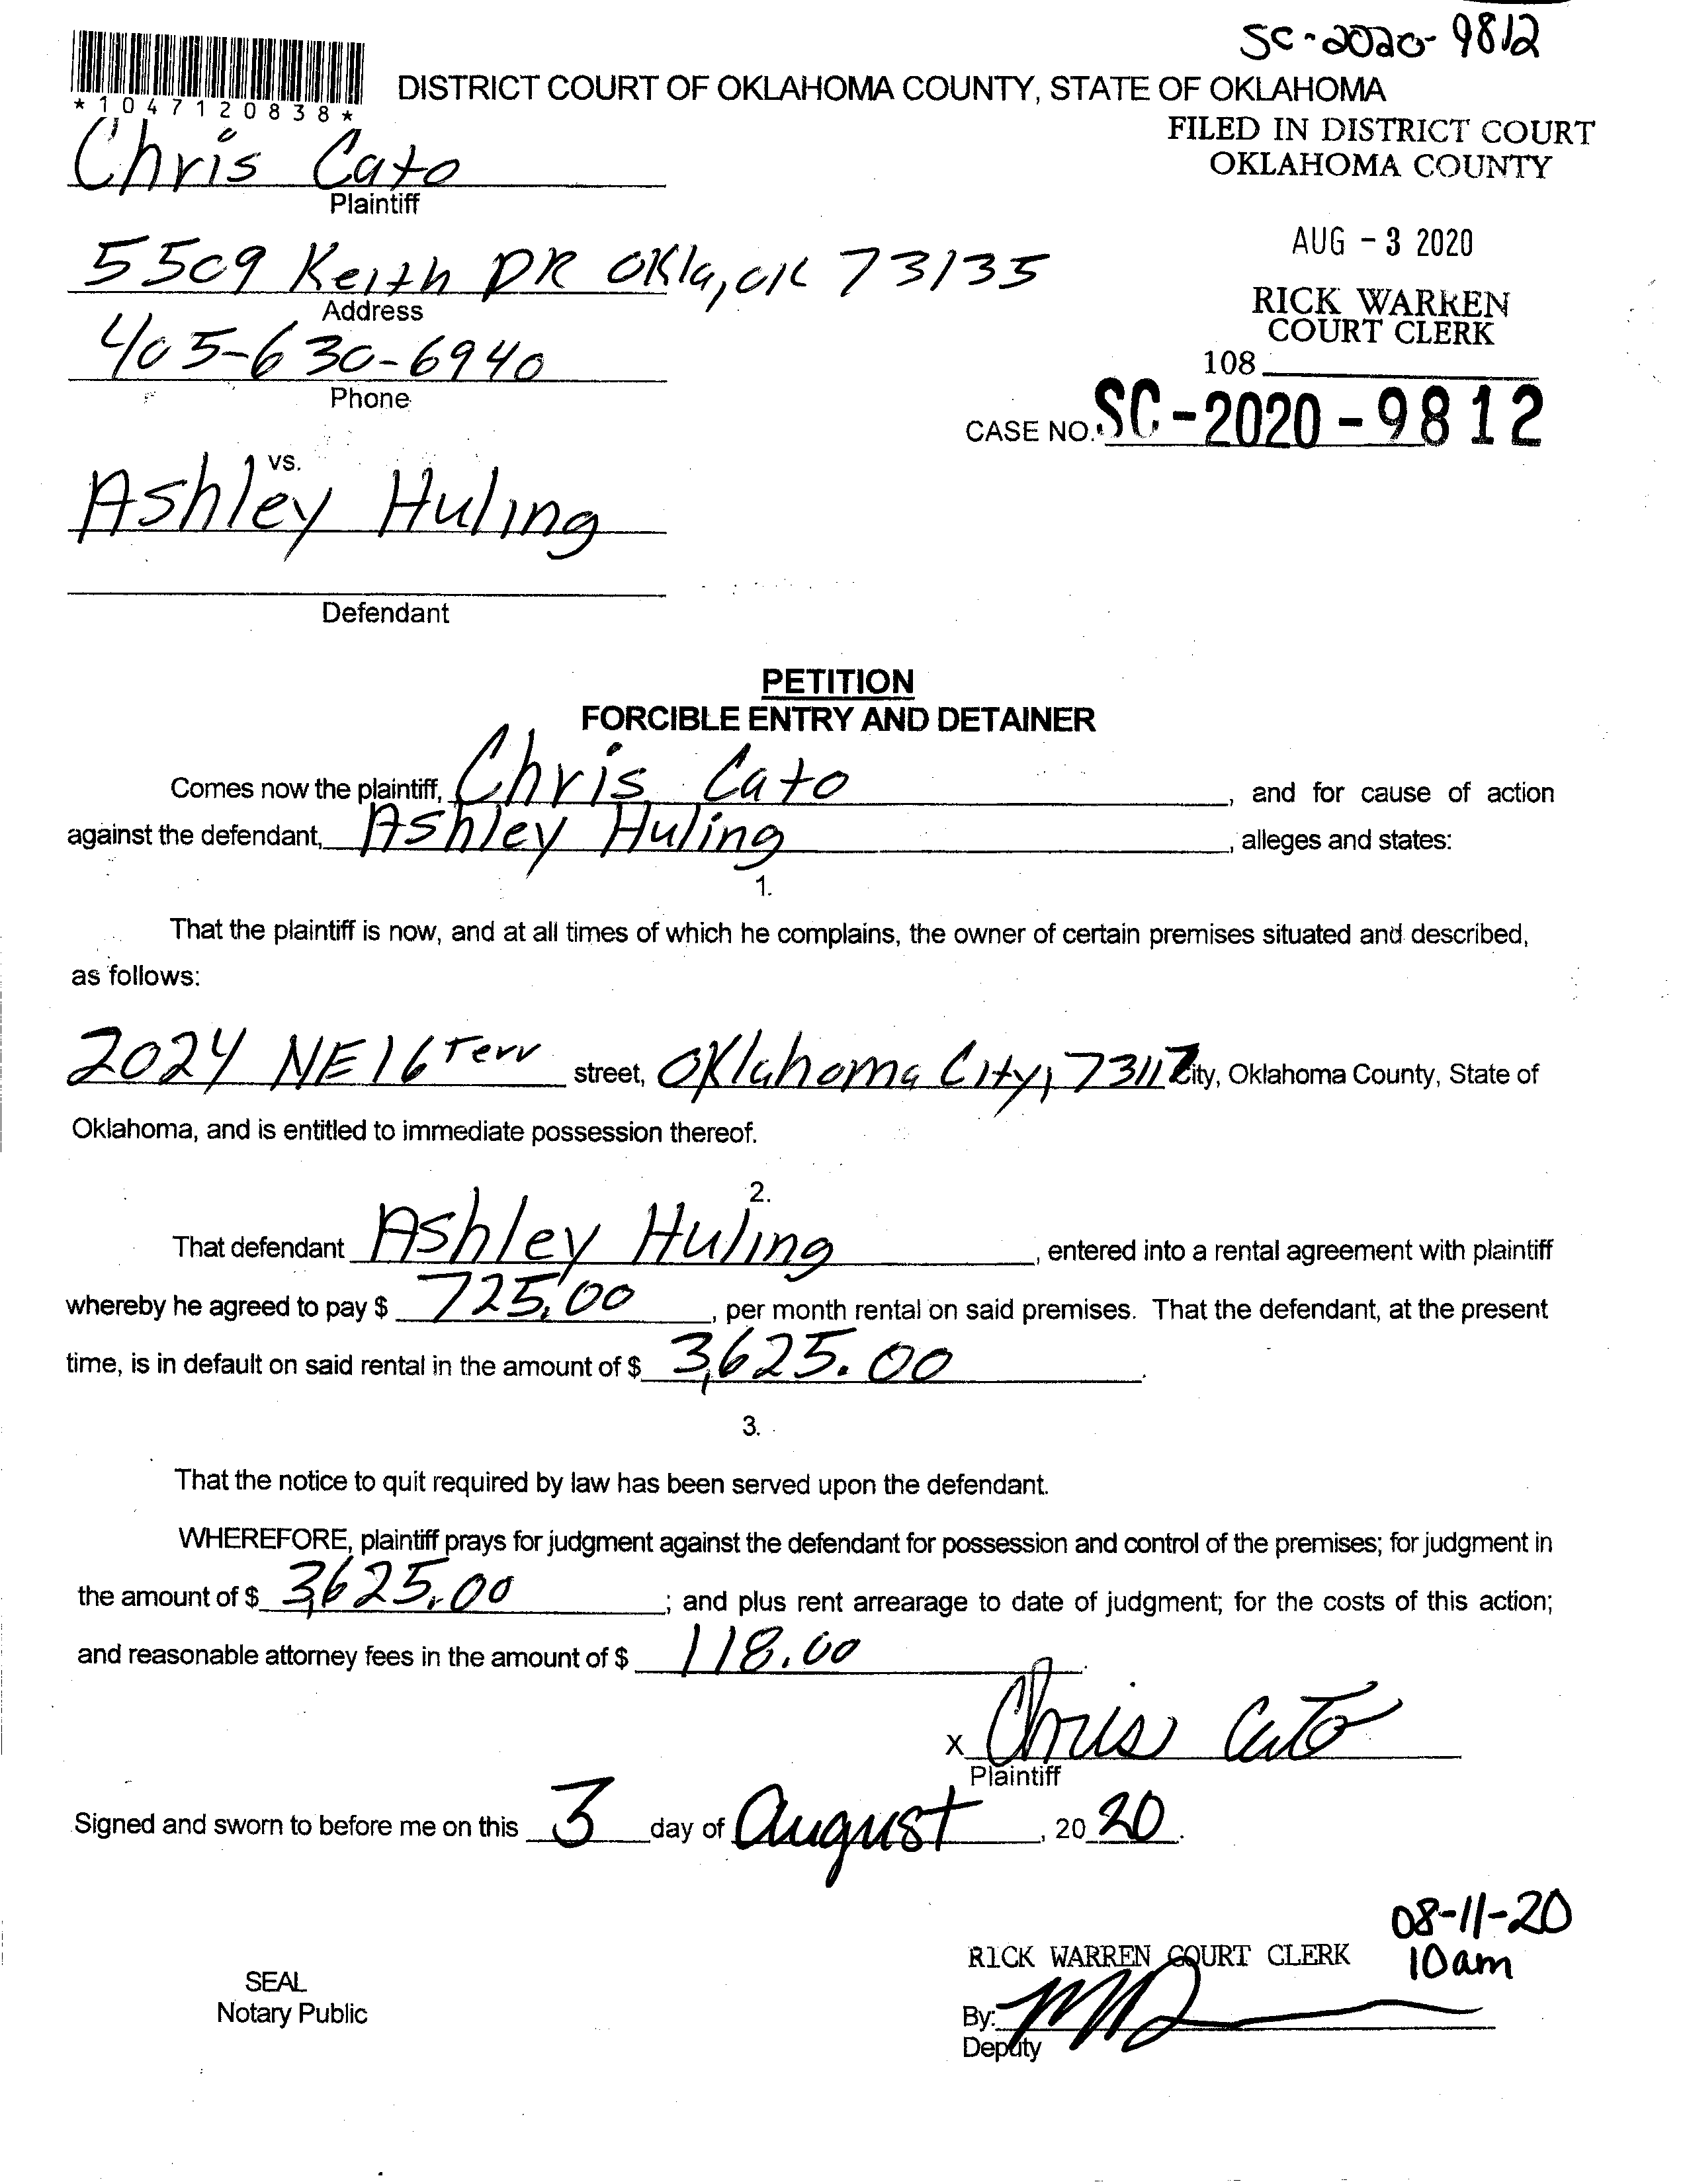 SC-2020-9812
*1047120838*
DISTRICT COURT OF OKLAHOMA COUNTY, STATE OF OKLAHOMA
FILED IN DISTRICT COURT
OKLAHOMA COUNTY
Chris Cato
Plaintiff
AUG - 3 2020
5509 Keith DR Okla, OK 73135
Address
RICK WARREN
COURT CLERK
405-630-6940
108
Phone
CASE NO. SC-2020-9812
vs.
Ashley Huling
Defendant
PETITION
FORCIBLE ENTRY AND DETAINER
Comes now the plaintiff, Chris Cato, and for cause of action
against the defendant, Ashley Huling, alleges and states:
1.
That the plaintiff is now, and at all times of which he complains, the owner of certain premises situated and described,
as follows:
2024 NE 16 Terr street, Oklahoma City, 73117 City, Oklahoma County, State of
Oklahoma, and is entitled to immediate possession thereof.
2.
That defendant Ashley Huling, entered into a rental agreement with plaintiff
whereby he agreed to pay $ 725.00, per month rental on said premises. That the defendant, at the present
time, is in default on said rental in the amount of $ 3,625.00.
3.
That the notice to quit required by law has been served upon the defendant.
WHEREFORE, plaintiff prays for judgment against the defendant for possession and control of the premises; for judgment in
the amount of $ 3,625.00; and plus rent arrearage to date of judgment; for the costs of this action;
and reasonable attorney fees in the amount of $ 118.00.
X Chris Cato
Plaintiff
Signed and sworn to before me on this 3 day of August, 2020.
08-11-20
RICK WARREN COURT CLERK 10am
SEAL
Notary Public
By:
Deputy